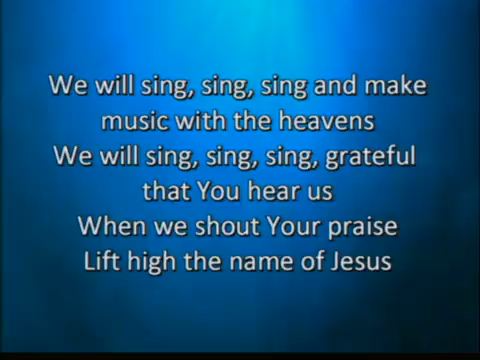 We will sing, sing, sing and make
music with the heavens
We will sing, sing, sing, grateful
that You hear us
When we shout Your praise
Lift high the name of Jesus